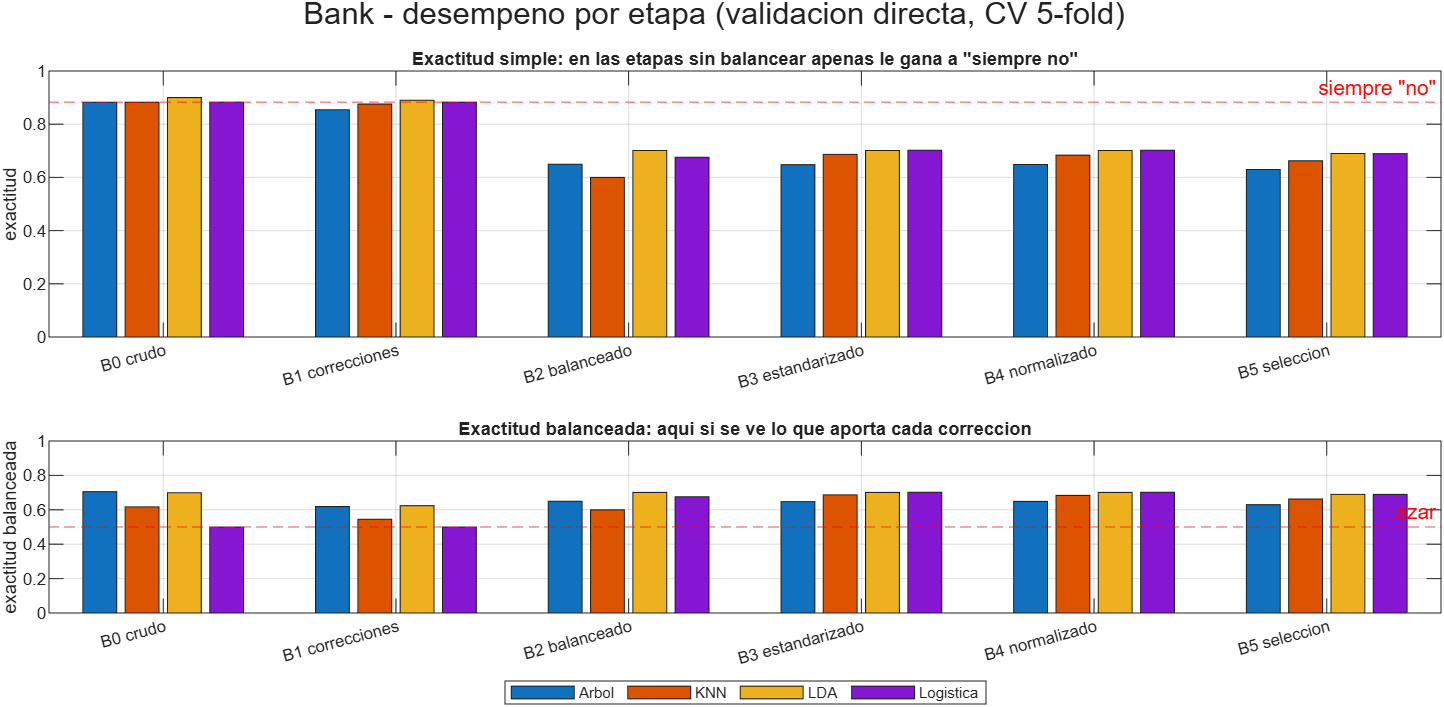 Bank - desempeno por etapa (validacion directa, CV 5-fold)
Exactitud simple: en las etapas sin balancear apenas le gana a "siempre no"
exactitud
1
0.8
0.6
0.4
0.2
0
siempre "no"
B0 crudo
B1 correcciones
B2 balanceado
B3 estandarizado
B4 normalizado
B5 seleccion
Exactitud balanceada: aqui si se ve lo que aporta cada correccion
exactitud balanceada
1
0.8
0.6
0.4
0.2
0
azar
B0 crudo
B1 correcciones
B2 balanceado
B3 estandarizado
B4 normalizado
B5 seleccion
Arbol
KNN
LDA
Logistica